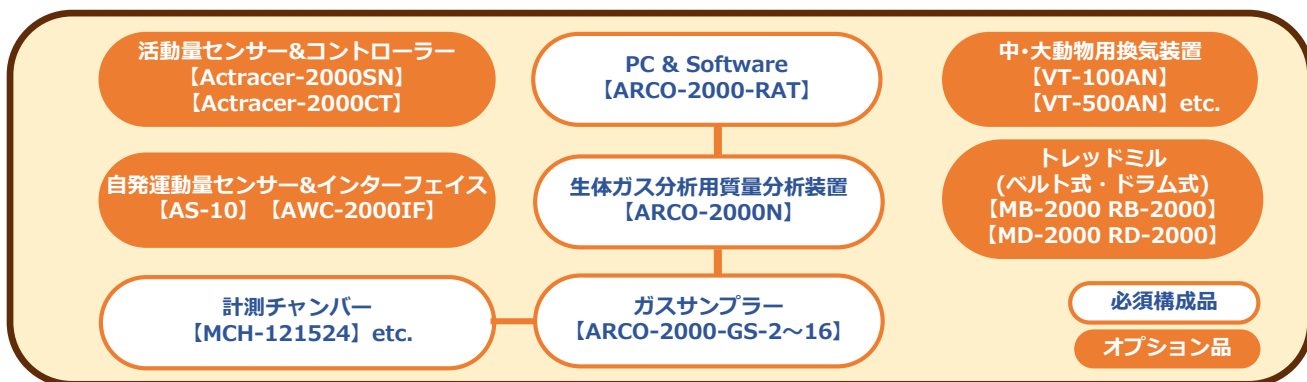 活動量センサー&コントローラー
【Actracer-2000SN】
【Actracer-2000CT】
PC & Software
【ARCO-2000-RAT】
中・大動物用換気装置
【VT-100AN】
【VT-500AN】etc.
自発運動量センサー&インターフェイス
【AS-10】【AWC-2000IF】
生体ガス分析用質量分析装置
【ARCO-2000N】
トレッドミル
(ベルト式・ドラム式)
【MB-2000 RB-2000】
【MD-2000 RD-2000】
計測チャンバー
【MCH-121524】etc.
ガスサンプラー
【ARCO-2000-GS-2～16】
必須構成品
オプション品